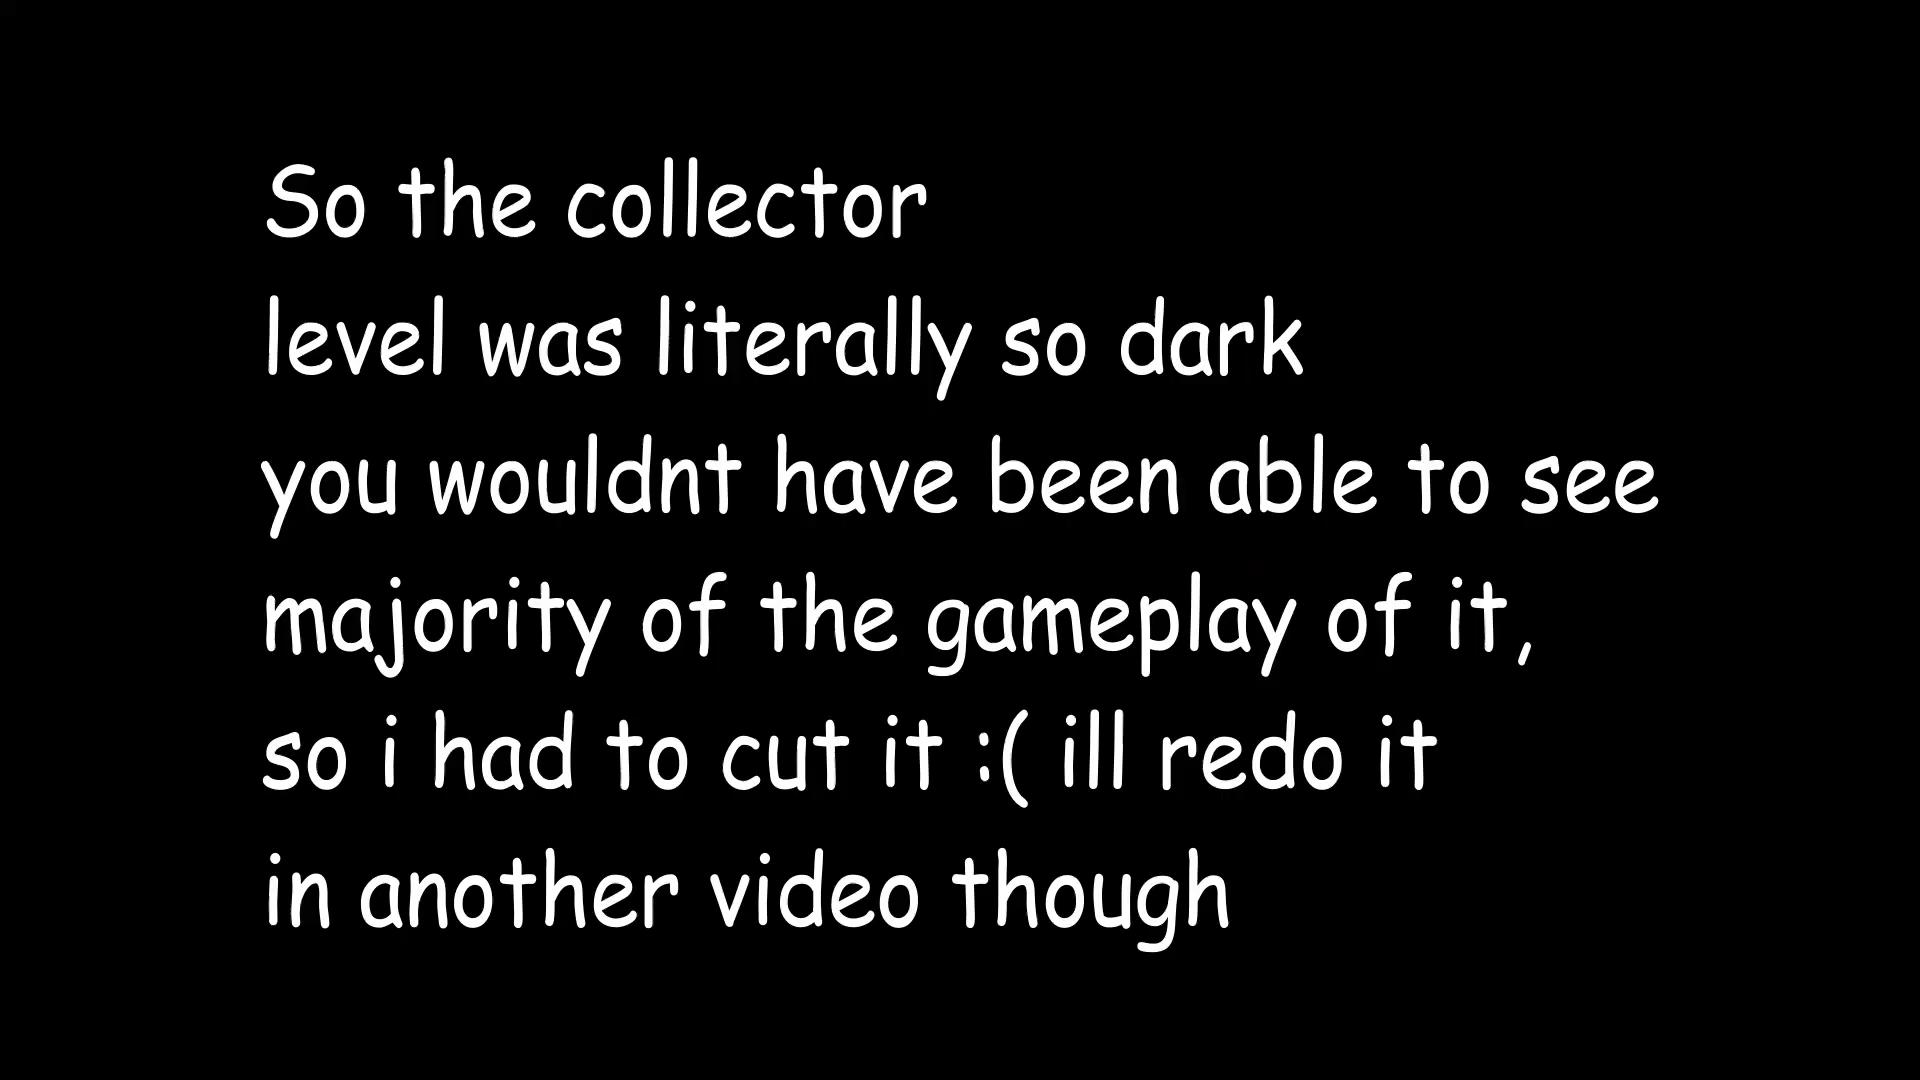 So the collector
level was literally so dark
you wouldnt have been able to see
majority of the gameplay of it,
so i had to cut it :( ill redo it
in another video though